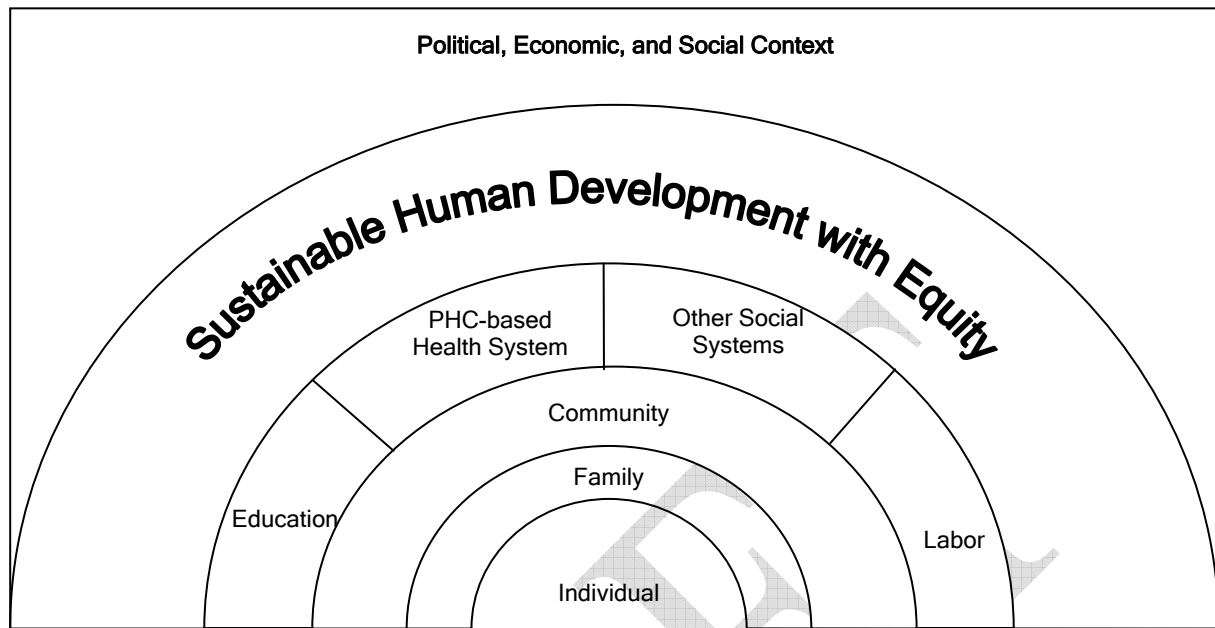 Political, Economic, and Social Context
Sustainable Human Development with Equity
PHC-based
Health System
Other Social
Systems
Community
Family
Education
Labor
Individual